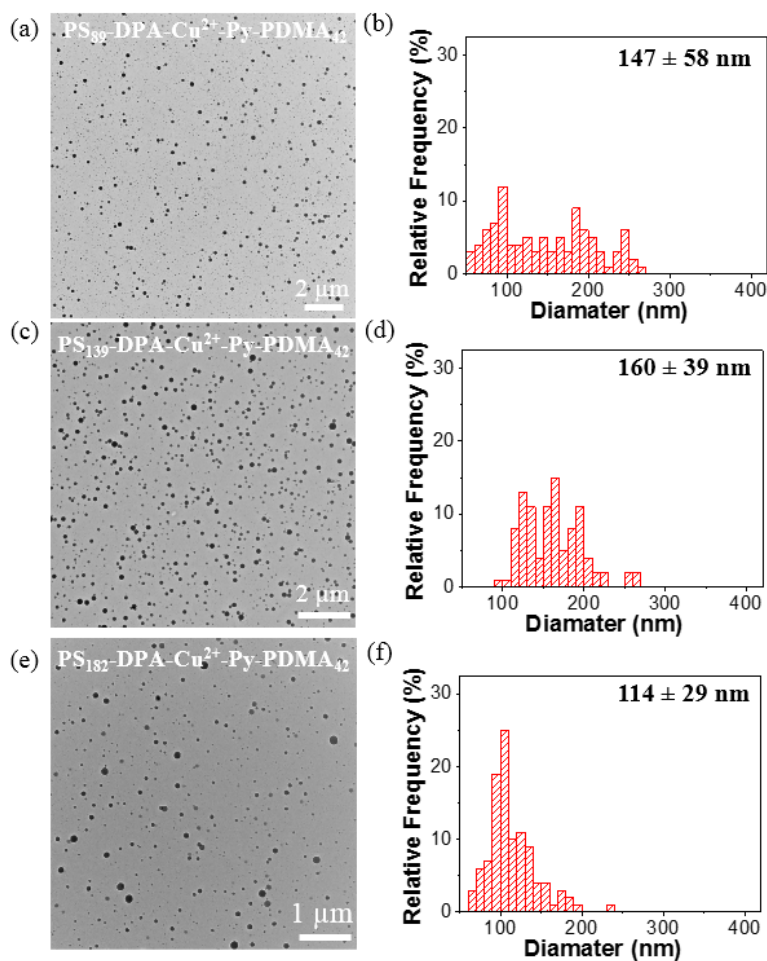 (a)
PS₈₉-DPA-Cu²⁺-Py-PDMA₄₂
2 µm
(b)
147 ± 58 nm
Relative Frequency (%)
30
20
10
0
100 200 300 400
Diamater (nm)
(c)
PS₁₃₉-DPA-Cu²⁺-Py-PDMA₄₂
2 µm
(d)
160 ± 39 nm
Relative Frequency (%)
30
20
10
0
100 200 300 400
Diamater (nm)
(e)
PS₁₈₂-DPA-Cu²⁺-Py-PDMA₄₂
1 µm
(f)
114 ± 29 nm
Relative Frequency (%)
30
20
10
0
100 200 300 400
Diamater (nm)